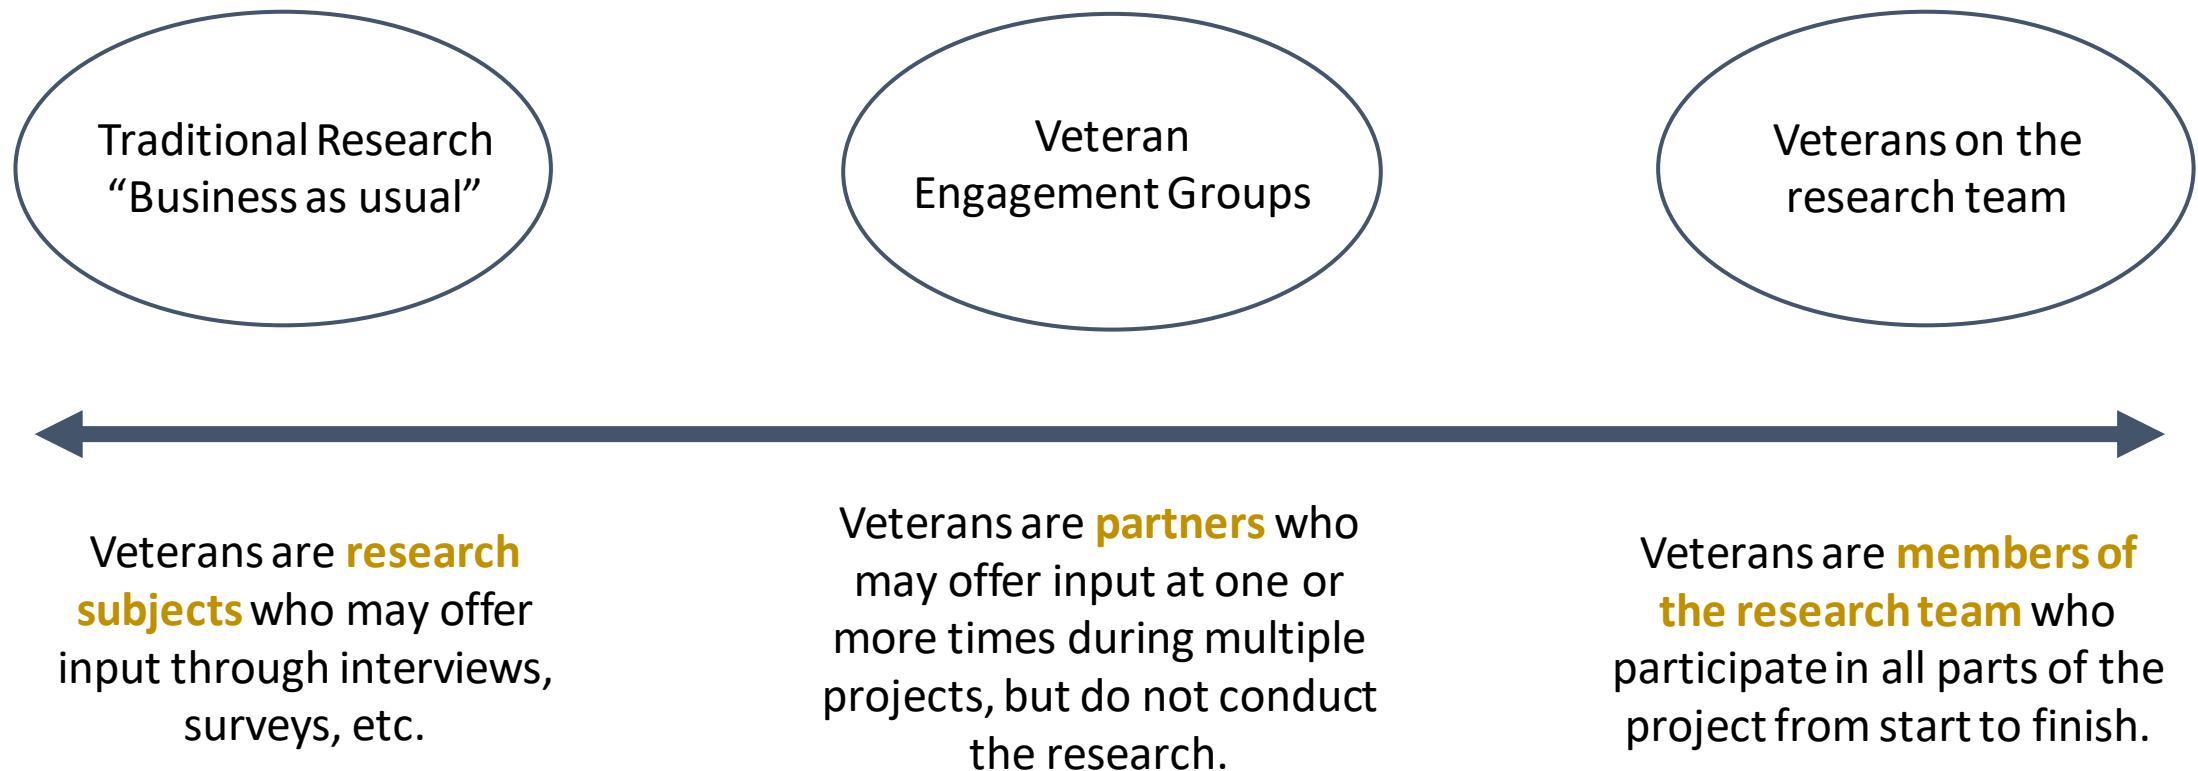 Traditional Research
“Business as usual”
Veteran
Engagement Groups
Veterans on the
research team
Veterans are research
subjects who may offer
input through interviews,
surveys, etc.
Veterans are partners who
may offer input at one or
more times during multiple
projects, but do not conduct
the research.
Veterans are members of
the research team who
participate in all parts of the
project from start to finish.